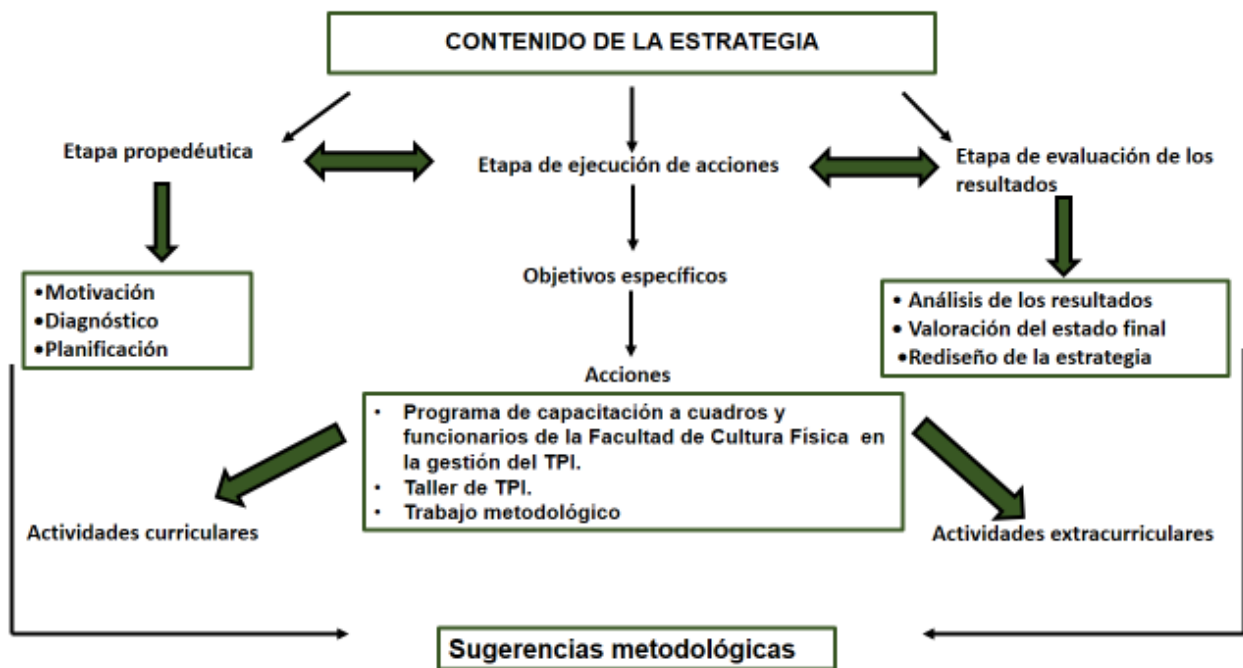 CONTENIDO DE LA ESTRATEGIA
Etapa propedéutica
Etapa de ejecución de acciones
Etapa de evaluación de los
resultados
Objetivos específicos
•Motivación
•Diagnóstico
•Planificación
• Análisis de los resultados
• Valoración del estado final
•Rediseño de la estrategia
Acciones
• Programa de capacitación a cuadros y
funcionarios de la Facultad de Cultura Física en
la gestión del TPI.
• Taller de TPI.
• Trabajo metodológico
Actividades curriculares
Actividades extracurriculares
Sugerencias metodológicas